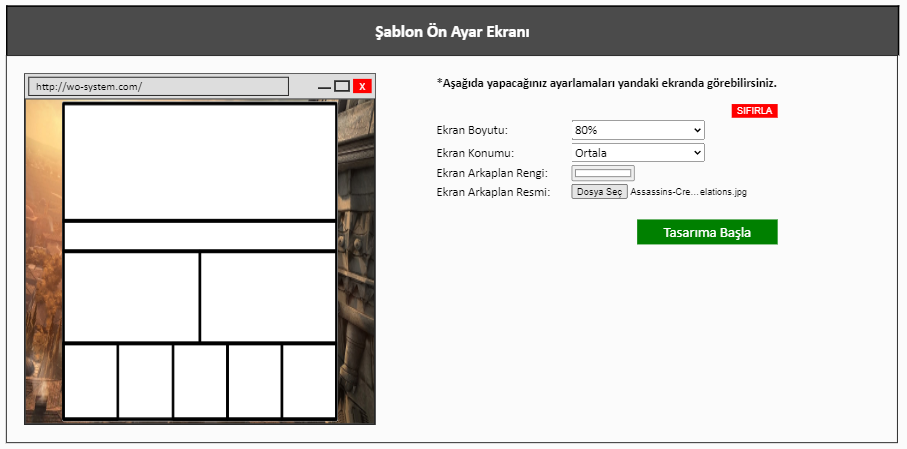 Şablon Ön Ayar Ekranı
http://wo-system.com/
X
*Aşağıda yapacağınız ayarlamaları yandaki ekranda görebilirsiniz.
SIFIRLA
Ekran Boyutu: 80%
Ekran Konumu: Ortala
Ekran Arkaplan Rengi:
Ekran Arkaplan Resmi: Dosya Seç Assassins-Cre...elations.jpg
Tasarıma Başla